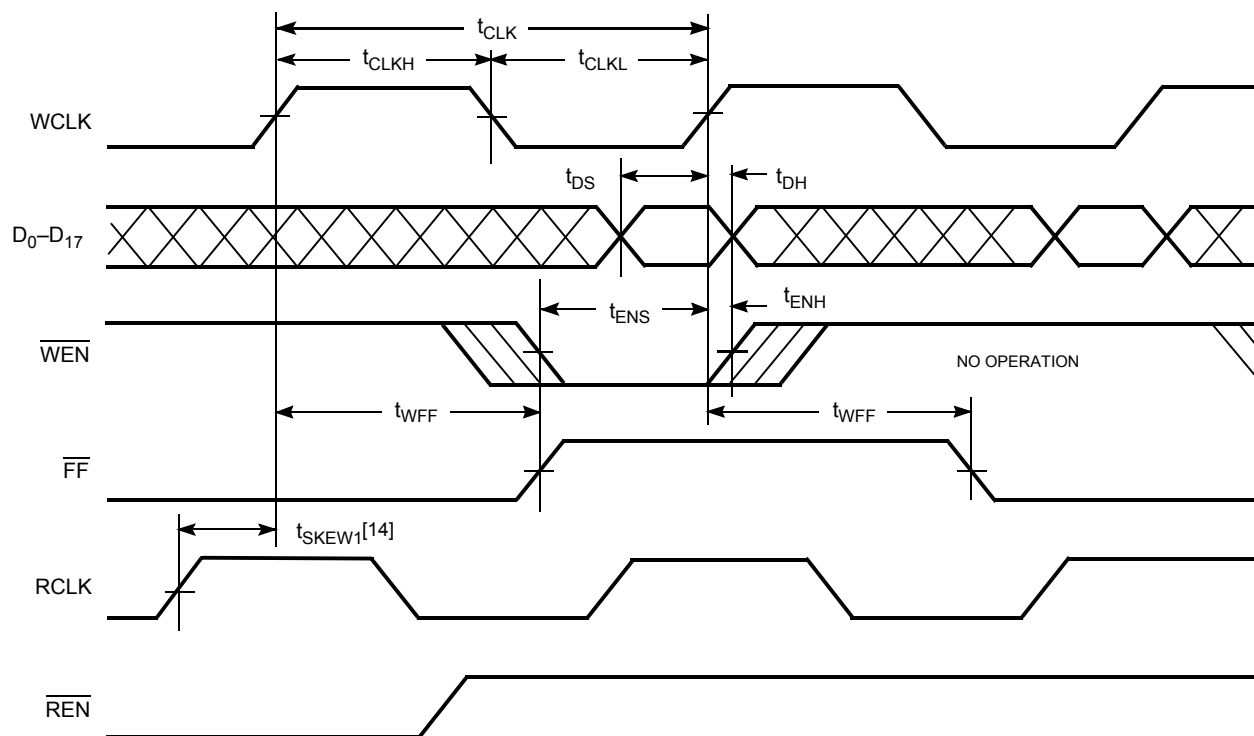 tCLK
tCLKH tCLKL
WCLK
tDS tDH
D0–D17
tENS tENH
WEN
NO OPERATION
tWFF tWFF
FF
tSKEW1[14]
RCLK
REN